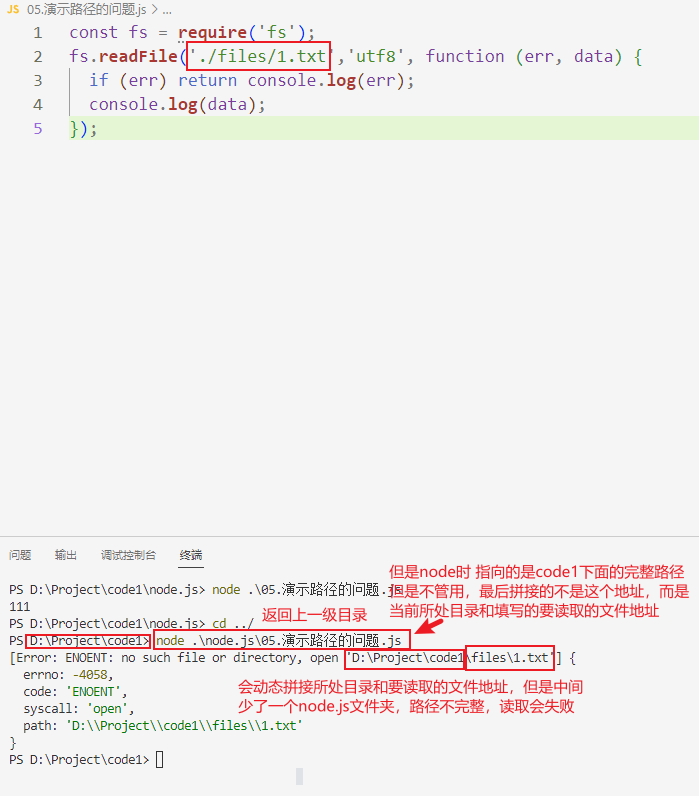 JS 05.演示路径的问题.js > ...
1 const fs = require('fs');
2 fs.readFile('./files/1.txt','utf8', function (err, data) {
3 if (err) return console.log(err);
4 console.log(data);
5 });
问题 输出 调试控制台 终端
但是node时 指向的是code1下面的完整路径
但是不管用，最后拼接的不是这个地址，而是
当前所处目录和填写的要读取的文件地址
PS D:\Project\code1\node.js> node .\05.演示路径的问题.js
111
返回上一级目录
PS D:\Project\code1\node.js> cd ../
PS D:\Project\code1> node .\node.js\05.演示路径的问题.js
[Error: ENOENT: no such file or directory, open 'D:\Project\code1\files\1.txt'] {
errno: -4058,
code: 'ENOENT',
syscall: 'open',
path: 'D:\\Project\\code1\\files\\1.txt'
}
会动态拼接所处目录和要读取的文件地址，但是中间
少了一个node.js文件夹，路径不完整，读取会失败
PS D:\Project\code1>